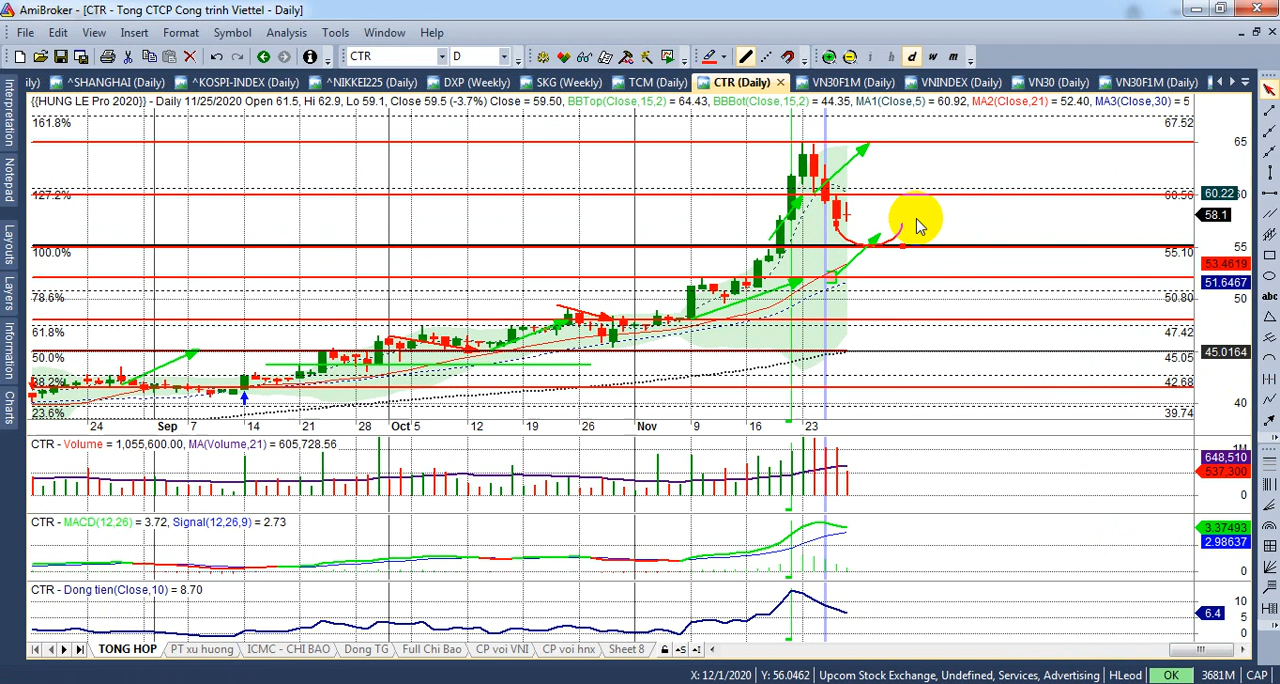 AmiBroker - [CTR - Tong CTCP Cong trinh Viettel - Daily]
File Edit View Insert Format Symbol Analysis Tools Window Help
CTR D i h d w m
ily) ^SHANGHAI (Daily) ^KOSPI-INDEX (Daily) ^NIKKEI225 (Daily) DXP (Weekly) SKG (Weekly) TCM (Daily) CTR (Daily) VN30F1M (Daily) VNINDEX (Daily) VN30 (Daily) VN30F1M (Daily)
Interpretation
Notepad
Layouts
Layers
Information
Charts
{{HUNG LE Pro 2020}} - Daily 11/25/2020 Open 61.5, Hi 62.9, Lo 59.1, Close 59.5 (-3.7%) Close = 59.50, BBTop(Close,15,2) = 64.43, BBBot(Close,15,2) = 44.35, MA1(Close,5) = 60.92, MA2(Close,21) = 52.40, MA3(Close,30) = 5
161.8% 67.52
65
127.2% 60.56 60.22 60
58.1
55
100.0% 55.10
53.4619
51.6467
78.6% 50.80 50
61.8% 47.42
50.0% 45.05 45.0164
38.2% 42.68
23.6% 39.74 40
24 Sep 7 14 21 28 Oct 5 12 19 26 Nov 9 16 23
CTR - Volume = 1,055,600.00, MA(Volume,21) = 605,728.56
1M
648,510
537,300
0
CTR - MACD(12,26) = 3.72, Signal(12,26,9) = 2.73
3.37493
2.98637
0
CTR - Dong tien(Close,10) = 8.70
10
6.4
5
0
TONG HOP PT xu huong ICMC - CHI BAO Dong TG Full Chi Bao CP voi VNI CP voi hnx Sheet 8
X: 12/1/2020 Y: 56.0462 Upcom Stock Exchange, Undefined, Services, Advertising HLeod OK 3681M CAP
abc